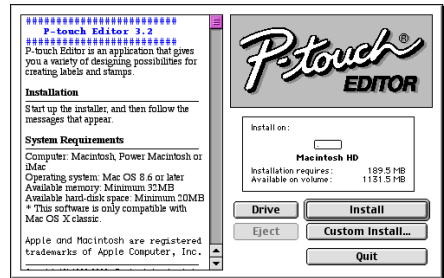 #########################
P-touch Editor 3.2
#########################
P-touch Editor is an application that gives
you a variety of designing possibilities for
creating labels and stamps.
Installation
Start up the installer, and then follow the
messages that appear.
System Requirements
Computer: Macintosh, Power Macintosh or
iMac
Operating system: Mac OS 8.6 or later
Available memory: Minimum 32MB
Available hard-disk space: Minimum 20MB
* This software is only compatible with
Mac OS X classic.
Apple and Macintosh are registered
trademarks of Apple Computer, Inc.
P-touch®
EDITOR
Install on:
Macintosh HD
Installation requires: 189.5 MB
Available on volume: 1131.5 MB
Drive
Install
Eject
Custom Install...
Quit